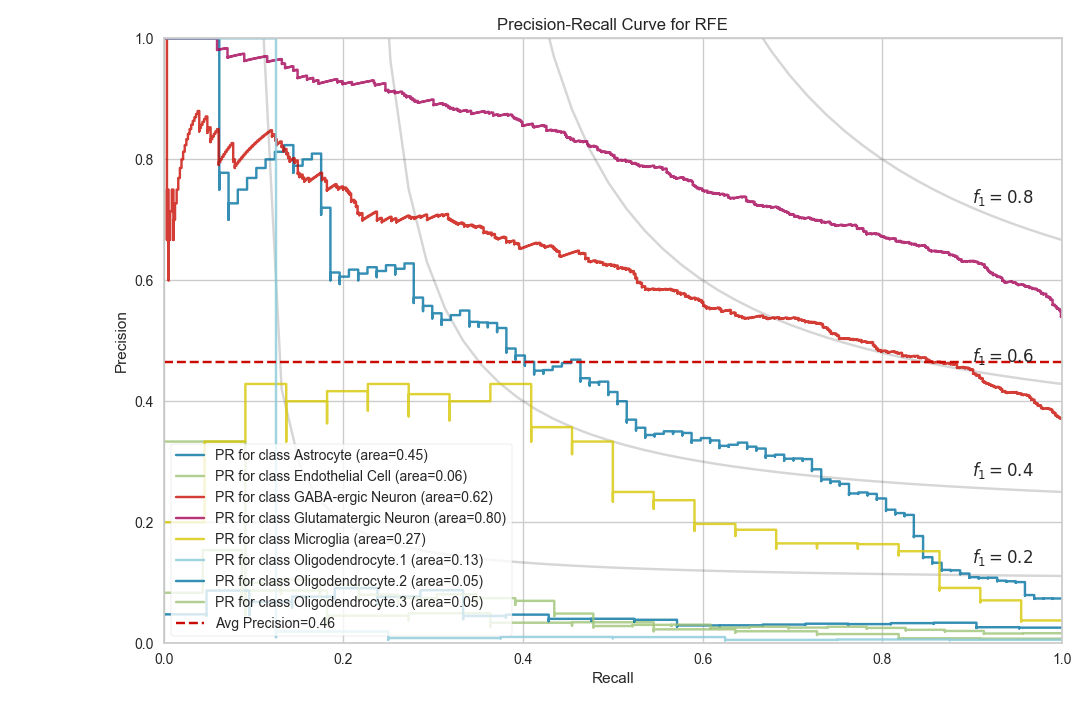 Precision-Recall Curve for RFE
1.0
0.8
0.6
0.4
0.2
0.0
Precision
f1 = 0.8
f1 = 0.6
f1 = 0.4
f1 = 0.2
PR for class Astrocyte (area=0.45)
PR for class Endothelial Cell (area=0.06)
PR for class GABA-ergic Neuron (area=0.62)
PR for class Glutamatergic Neuron (area=0.80)
PR for class Microglia (area=0.27)
PR for class Oligodendrocyte.1 (area=0.13)
PR for class Oligodendrocyte.2 (area=0.05)
PR for class Oligodendrocyte.3 (area=0.05)
Avg Precision=0.46
0.0 0.2 0.4 0.6 0.8 1.0
Recall